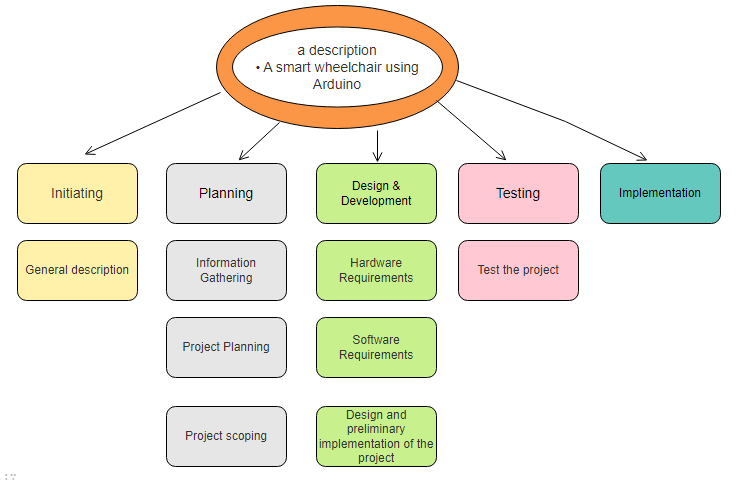 a description
• A smart wheelchair using
Arduino
Initiating
Planning
Design &
Development
Testing
Implementation
General description
Information
Gathering
Hardware
Requirements
Test the project
Project Planning
Software
Requirements
Project scoping
Design and
preliminary
implementation of the
project